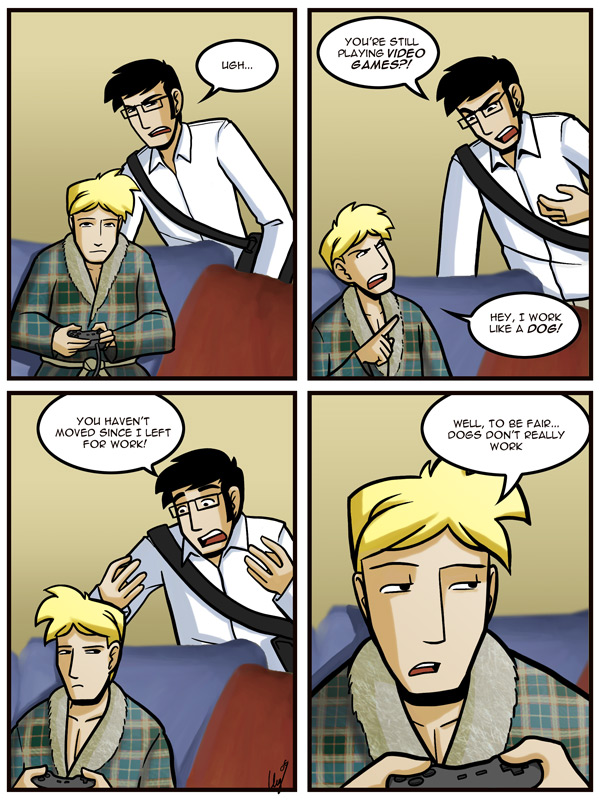 UGH...
YOU'RE STILL
PLAYING VIDEO
GAMES?!
HEY, I WORK
LIKE A DOG!
YOU HAVEN'T
MOVED SINCE I LEFT
FOR WORK!
WELL, TO BE FAIR...
DOGS DON'T REALLY
WORK